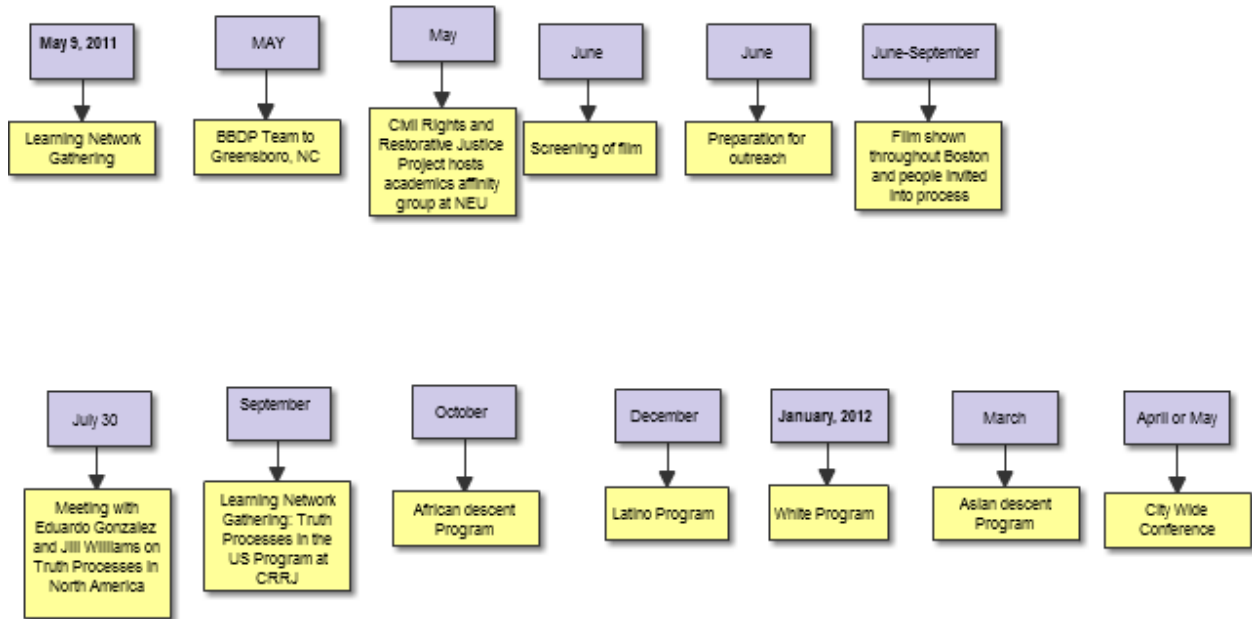 May 9, 2011
Learning Network
Gathering
MAY
BBDP Team to
Greensboro, NC
May
Civil Rights and
Restorative Justice
Project hosts
academics affinity
group at NEU
June
Screening of film
June
Preparation for
outreach
June-September
Film shown
throughout Boston
and people invited
into process
July 30
Meeting with
Eduardo Gonzalez
and Jill Williams on
Truth Processes in
North America
September
Learning Network
Gathering: Truth
Processes in the
US Program at
CRRJ
October
African descent
Program
December
Latino Program
January, 2012
White Program
March
Asian descent
Program
April or May
City Wide
Conference